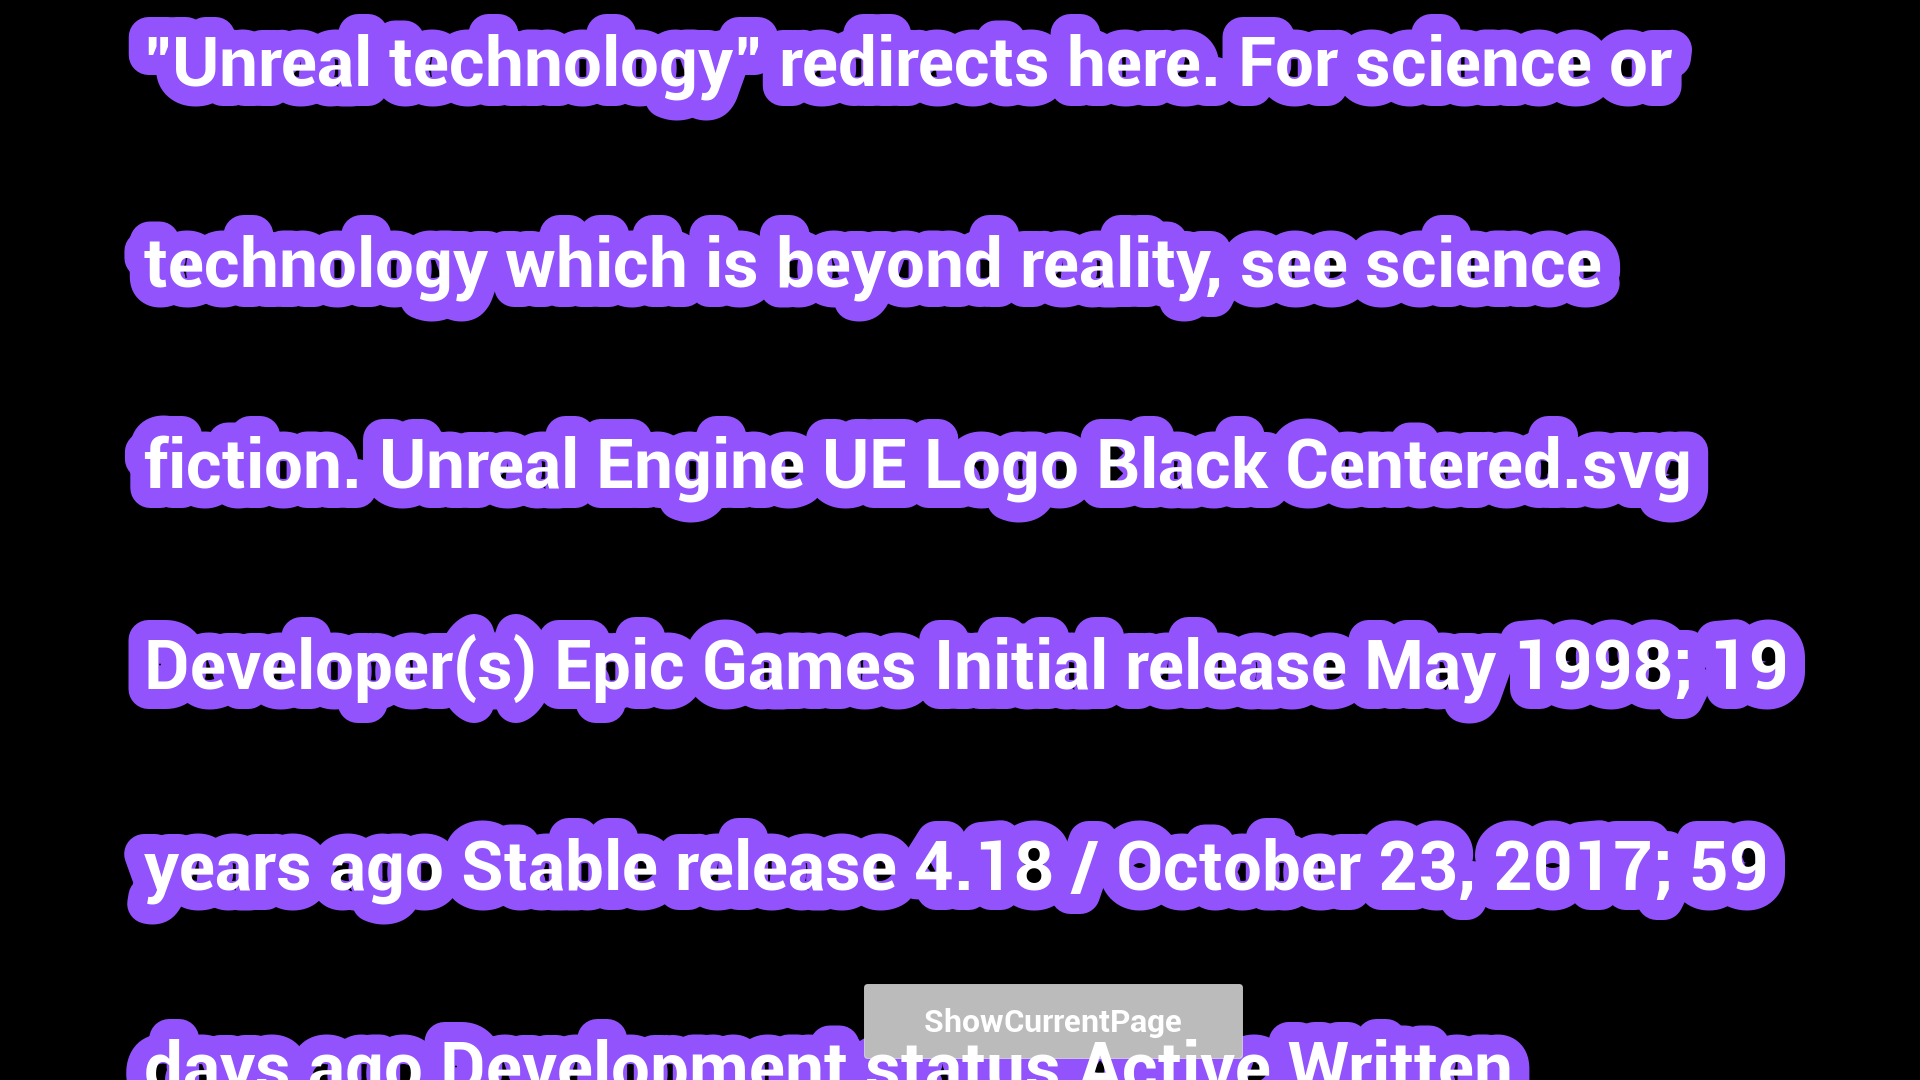 "Unreal technology" redirects here. For science or
technology which is beyond reality, see science
fiction. Unreal Engine UE Logo Black Centered.svg
Developer(s) Epic Games Initial release May 1998; 19
years ago Stable release 4.18 / October 23, 2017; 59
ShowCurrentPage
days ago Development status Active Written